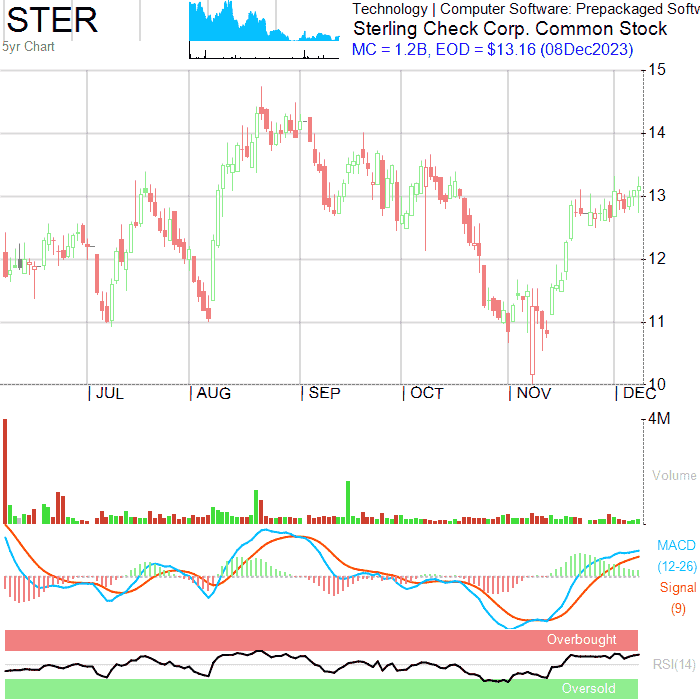 STER
5yr Chart
Technology | Computer Software: Prepackaged Softw
Sterling Check Corp. Common Stock
MC = 1.2B, EOD = $13.16 (08Dec2023)
15
14
13
12
11
10
JUL
AUG
SEP
OCT
NOV
DEC
4M
Volume
MACD
(12-26)
Signal
(9)
Overbought
RSI(14)
Oversold